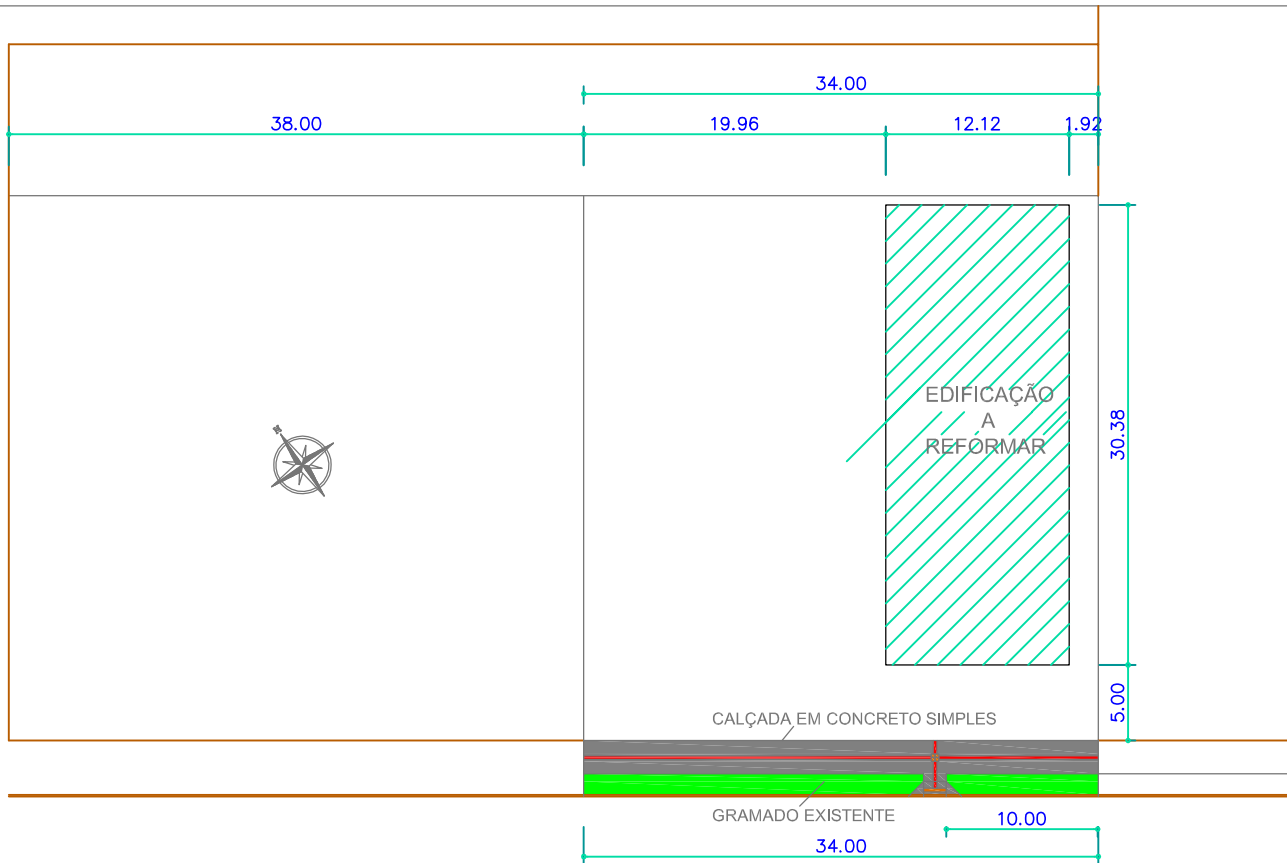 34.00
38.00
19.96
12.12
1.92
N
EDIFICAÇÃO
A
REFORMAR
30.38
5.00
CALÇADA EM CONCRETO SIMPLES
GRAMADO EXISTENTE
10.00
34.00